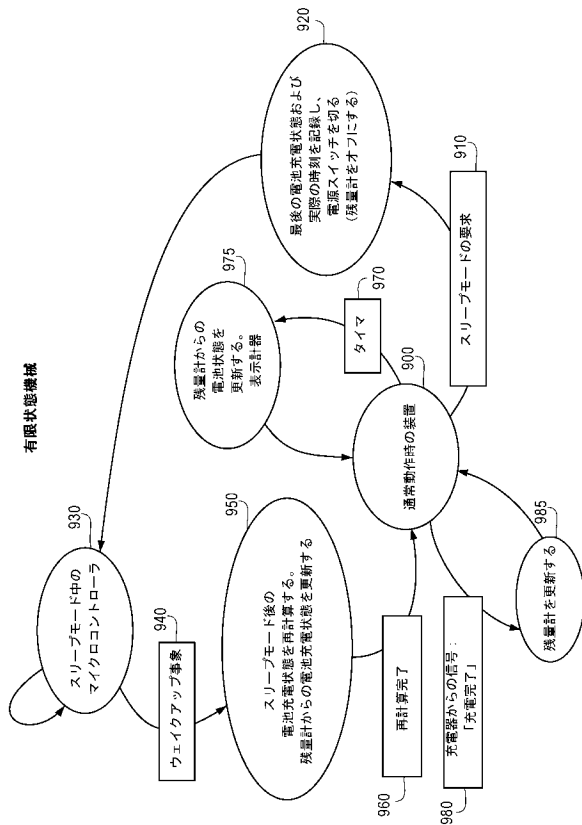 有限状態機械
930
スリープモード中の
マイクロコントローラ
ウェイクアップ事象
940
950
スリープモード後の
電池充電状態を再計算する。
残量計からの電池充電状態を更新する
再計算完了
960
充電器からの信号：
「充電完了」
980
残量計を更新する
985
通常動作時の装置
900
タイマ
970
残量計からの
電池状態を
更新する。
表示計器
975
スリープモードの要求
910
最後の電池充電状態および
実際の時刻を記録し、
電源スイッチを切る
(残量計をオフにする)
920